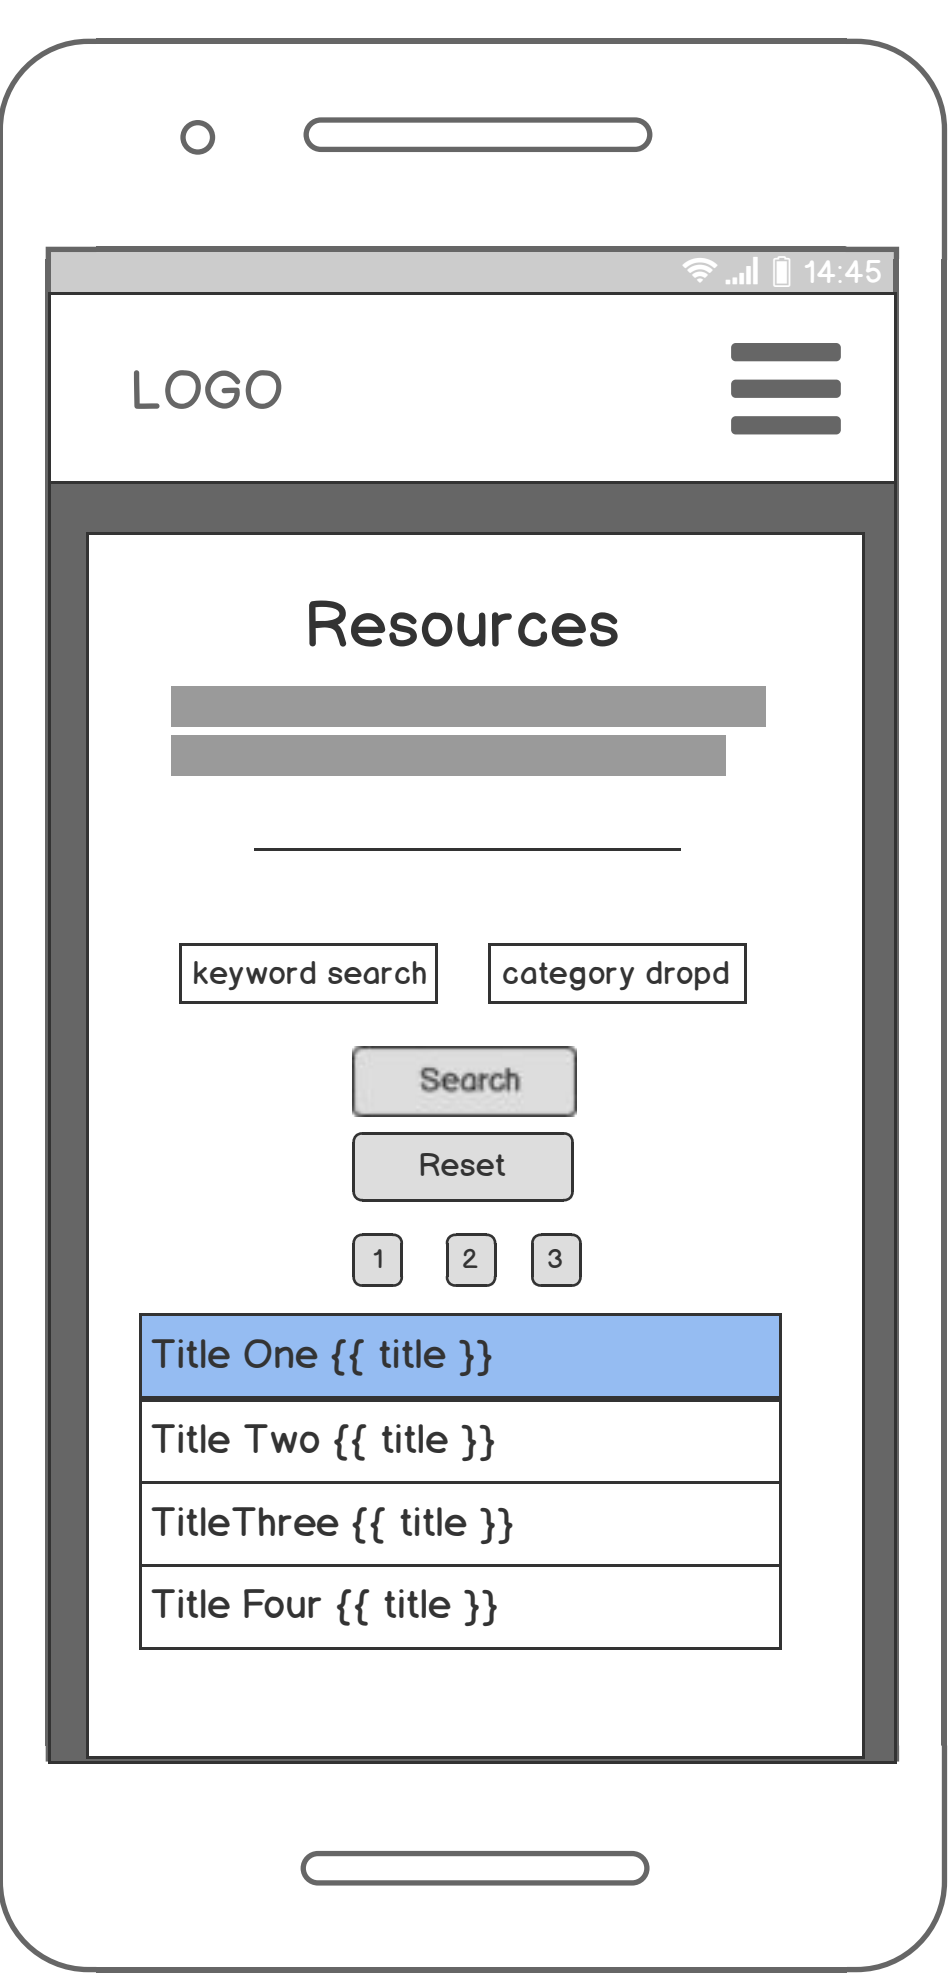 14:45
LOGO
Resources
keyword search
category dropd
Search
Reset
1 2 3
Title One {{ title }}
Title Two {{ title }}
TitleThree {{ title }}
Title Four {{ title }}